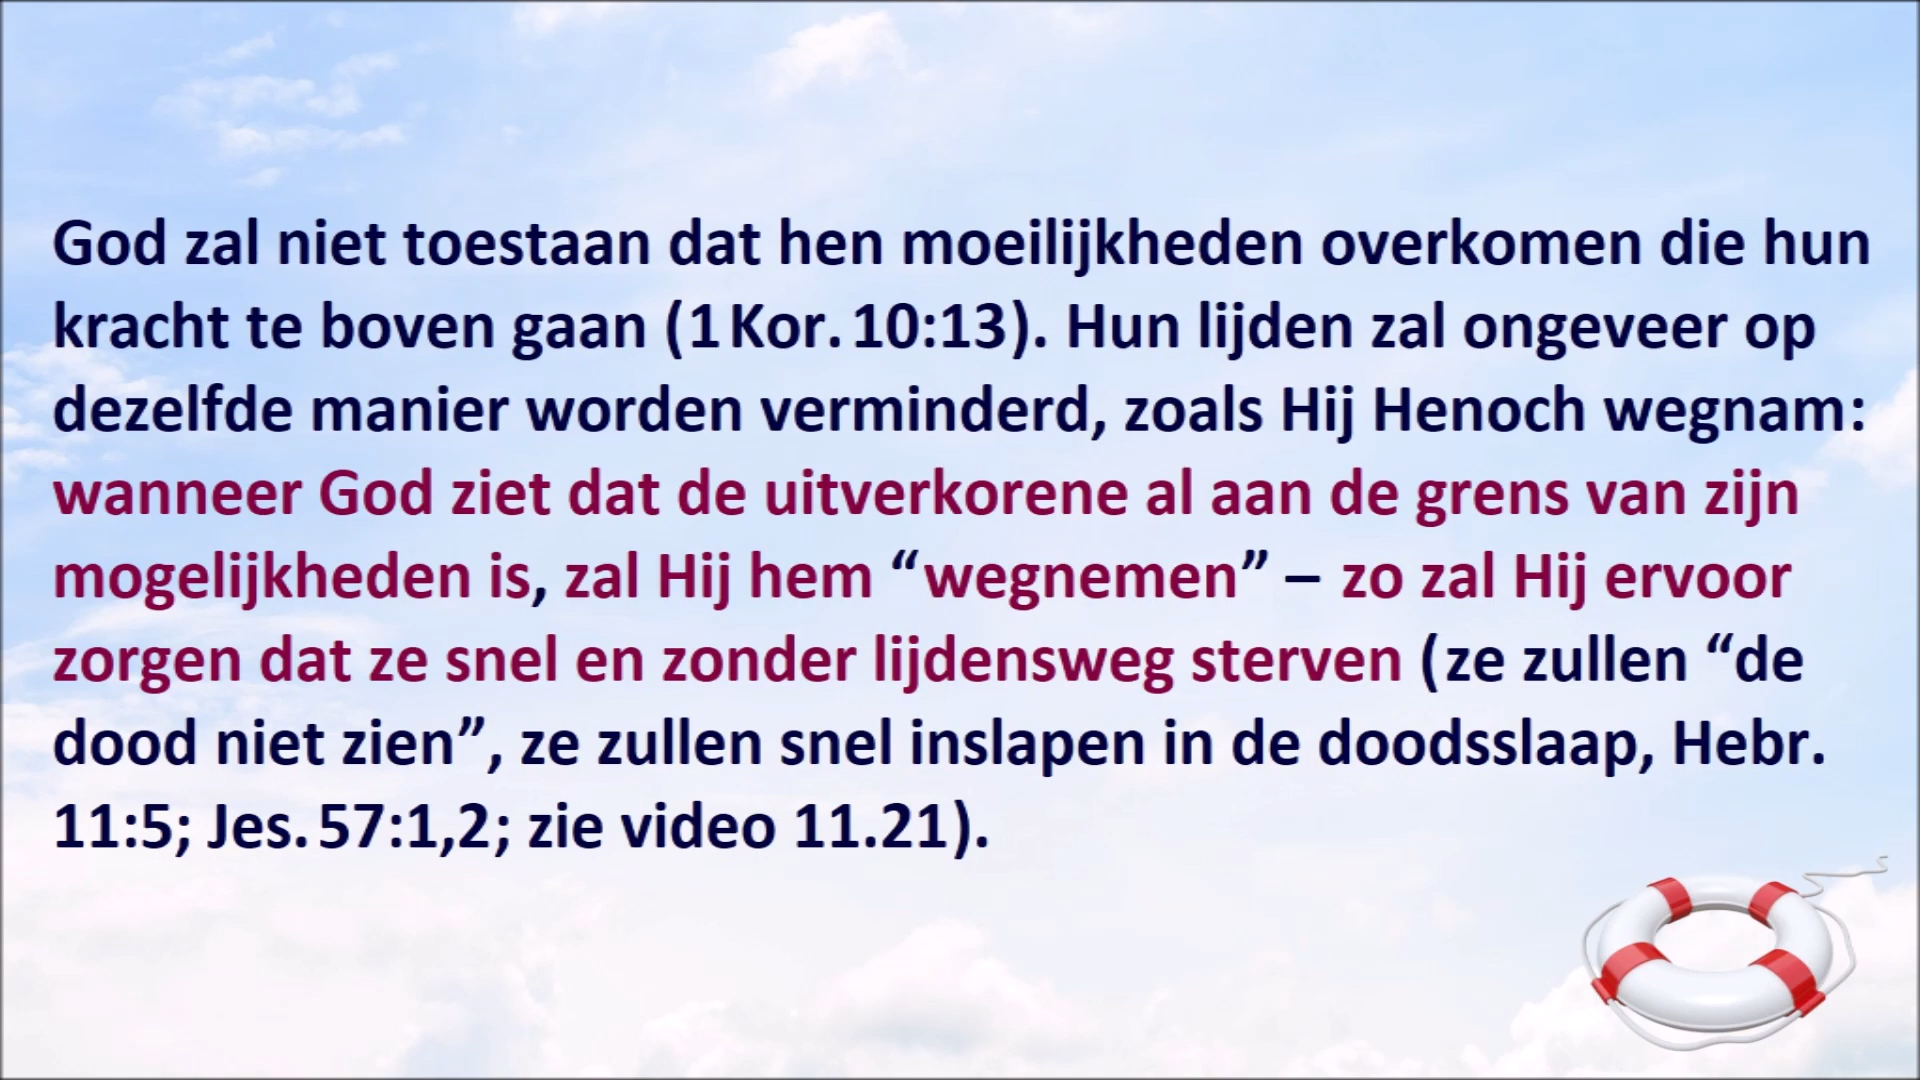 God zal niet toestaan dat hen moeilijkheden overkomen die hun
kracht te boven gaan (1 Kor. 10:13). Hun lijden zal ongeveer op
dezelfde manier worden verminderd, zoals Hij Henoch wegnam:
wanneer God ziet dat de uitverkorene al aan de grens van zijn
mogelijkheden is, zal Hij hem “wegnemen” – zo zal Hij ervoor
zorgen dat ze snel en zonder lijdensweg sterven (ze zullen “de
dood niet zien”, ze zullen snel inslapen in de doodsslaap, Hebr.
11:5; Jes. 57:1,2; zie video 11.21).